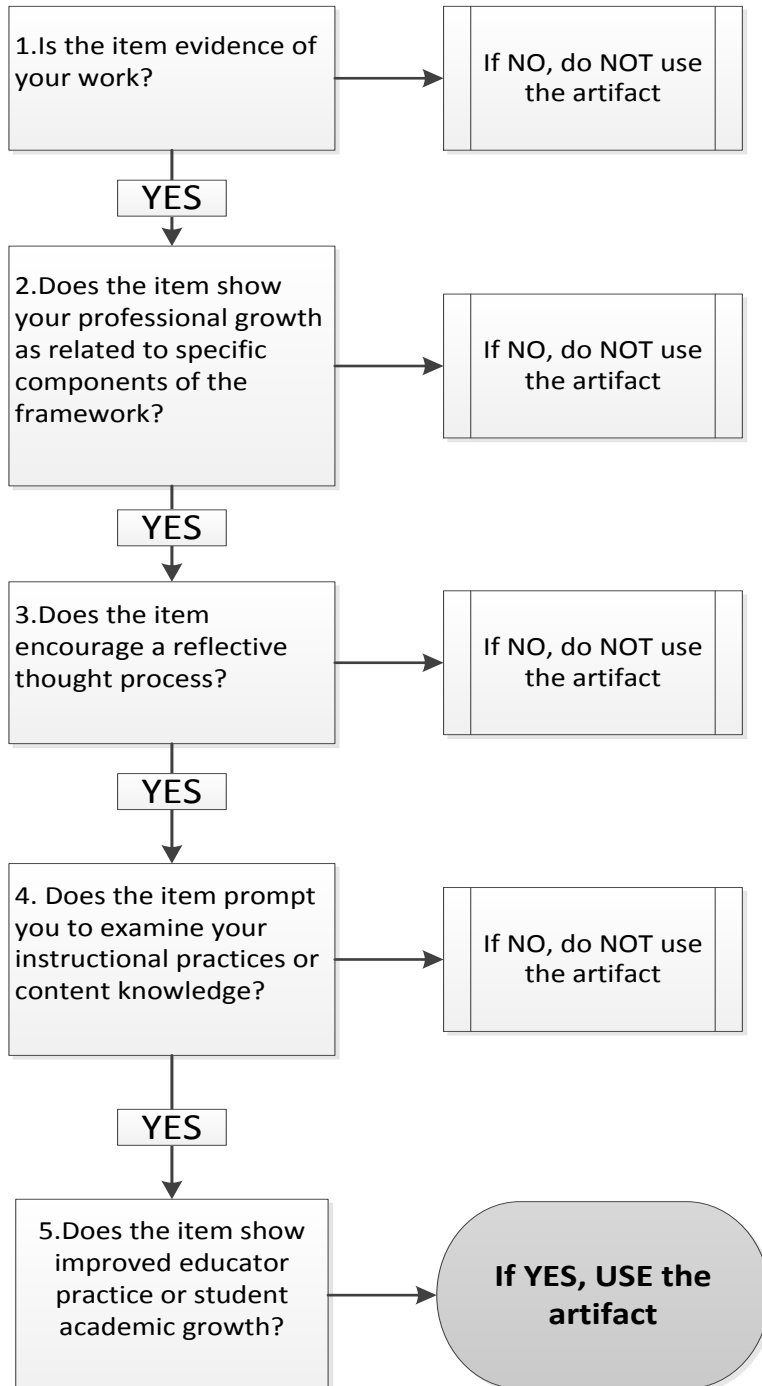 1.Is the item evidence of
your work?
If NO, do NOT use
the artifact
YES
2.Does the item show
your professional growth
as related to specific
components of the
framework?
If NO, do NOT use
the artifact
YES
3.Does the item
encourage a reflective
thought process?
If NO, do NOT use
the artifact
YES
4. Does the item prompt
you to examine your
instructional practices or
content knowledge?
If NO, do NOT use
the artifact
YES
5.Does the item show
improved educator
practice or student
academic growth?
If YES, USE the
artifact